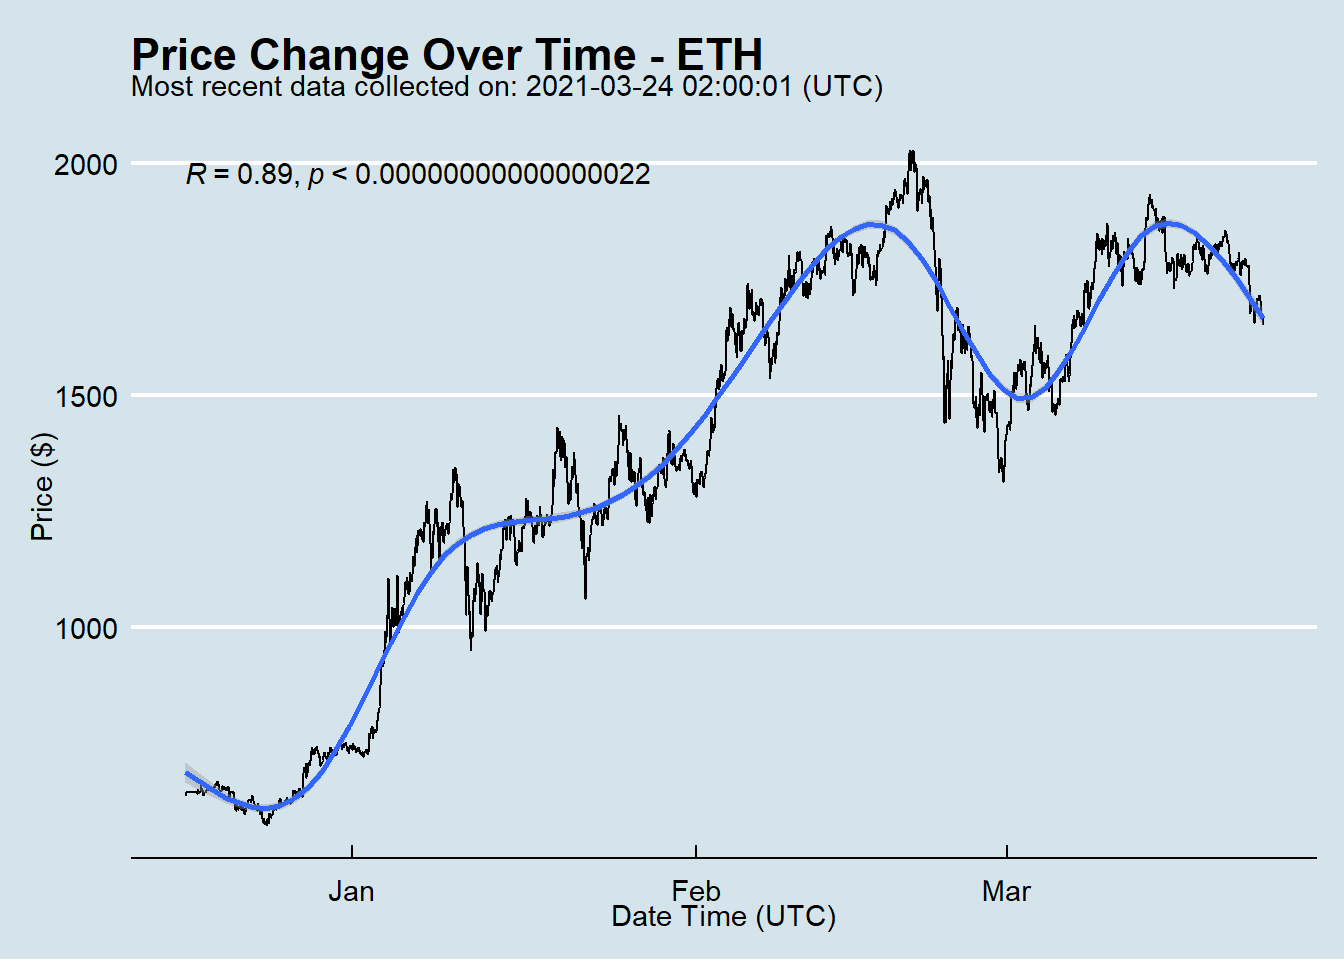 Price Change Over Time - ETH
Most recent data collected on: 2021-03-24 02:00:01 (UTC)
R = 0.89, p < 0.00000000000000022
2000
1500
1000
Price ($)
Jan Feb Mar
Date Time (UTC)